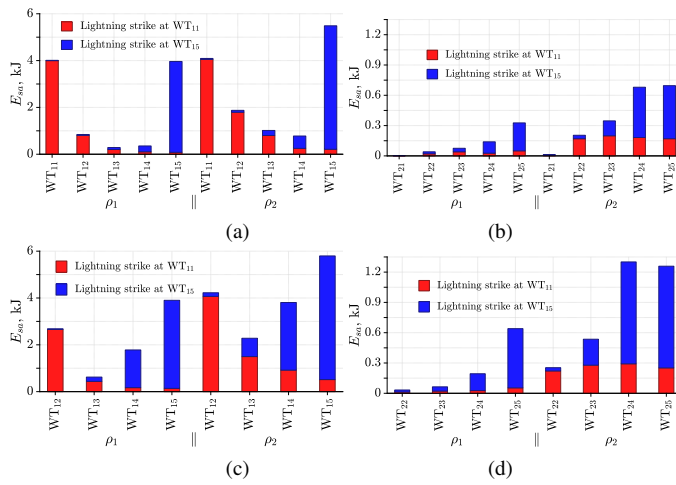 6
4
2
0
E_sa, kJ
Lightning strike at WT₁₁
Lightning strike at WT₁₅
WT₁₁ WT₁₂ WT₁₃ WT₁₄ WT₁₅ WT₁₁ WT₁₂ WT₁₃ WT₁₄ WT₁₅
ρ₁ || ρ₂
(a)
1.2
0.9
0.6
0.3
0
E_sa, kJ
Lightning strike at WT₁₁
Lightning strike at WT₁₅
WT₂₁ WT₂₂ WT₂₃ WT₂₄ WT₂₅ WT₂₁ WT₂₂ WT₂₃ WT₂₄ WT₂₅
ρ₁ || ρ₂
(b)
6
4
2
0
E_sa, kJ
Lightning strike at WT₁₁
Lightning strike at WT₁₅
WT₁₂ WT₁₃ WT₁₄ WT₁₅ WT₁₂ WT₁₃ WT₁₄ WT₁₅
ρ₁ || ρ₂
(c)
1.2
0.9
0.6
0.3
0
E_sa, kJ
Lightning strike at WT₁₁
Lightning strike at WT₁₅
WT₂₂ WT₂₃ WT₂₄ WT₂₅ WT₂₂ WT₂₃ WT₂₄ WT₂₅
ρ₁ || ρ₂
(d)